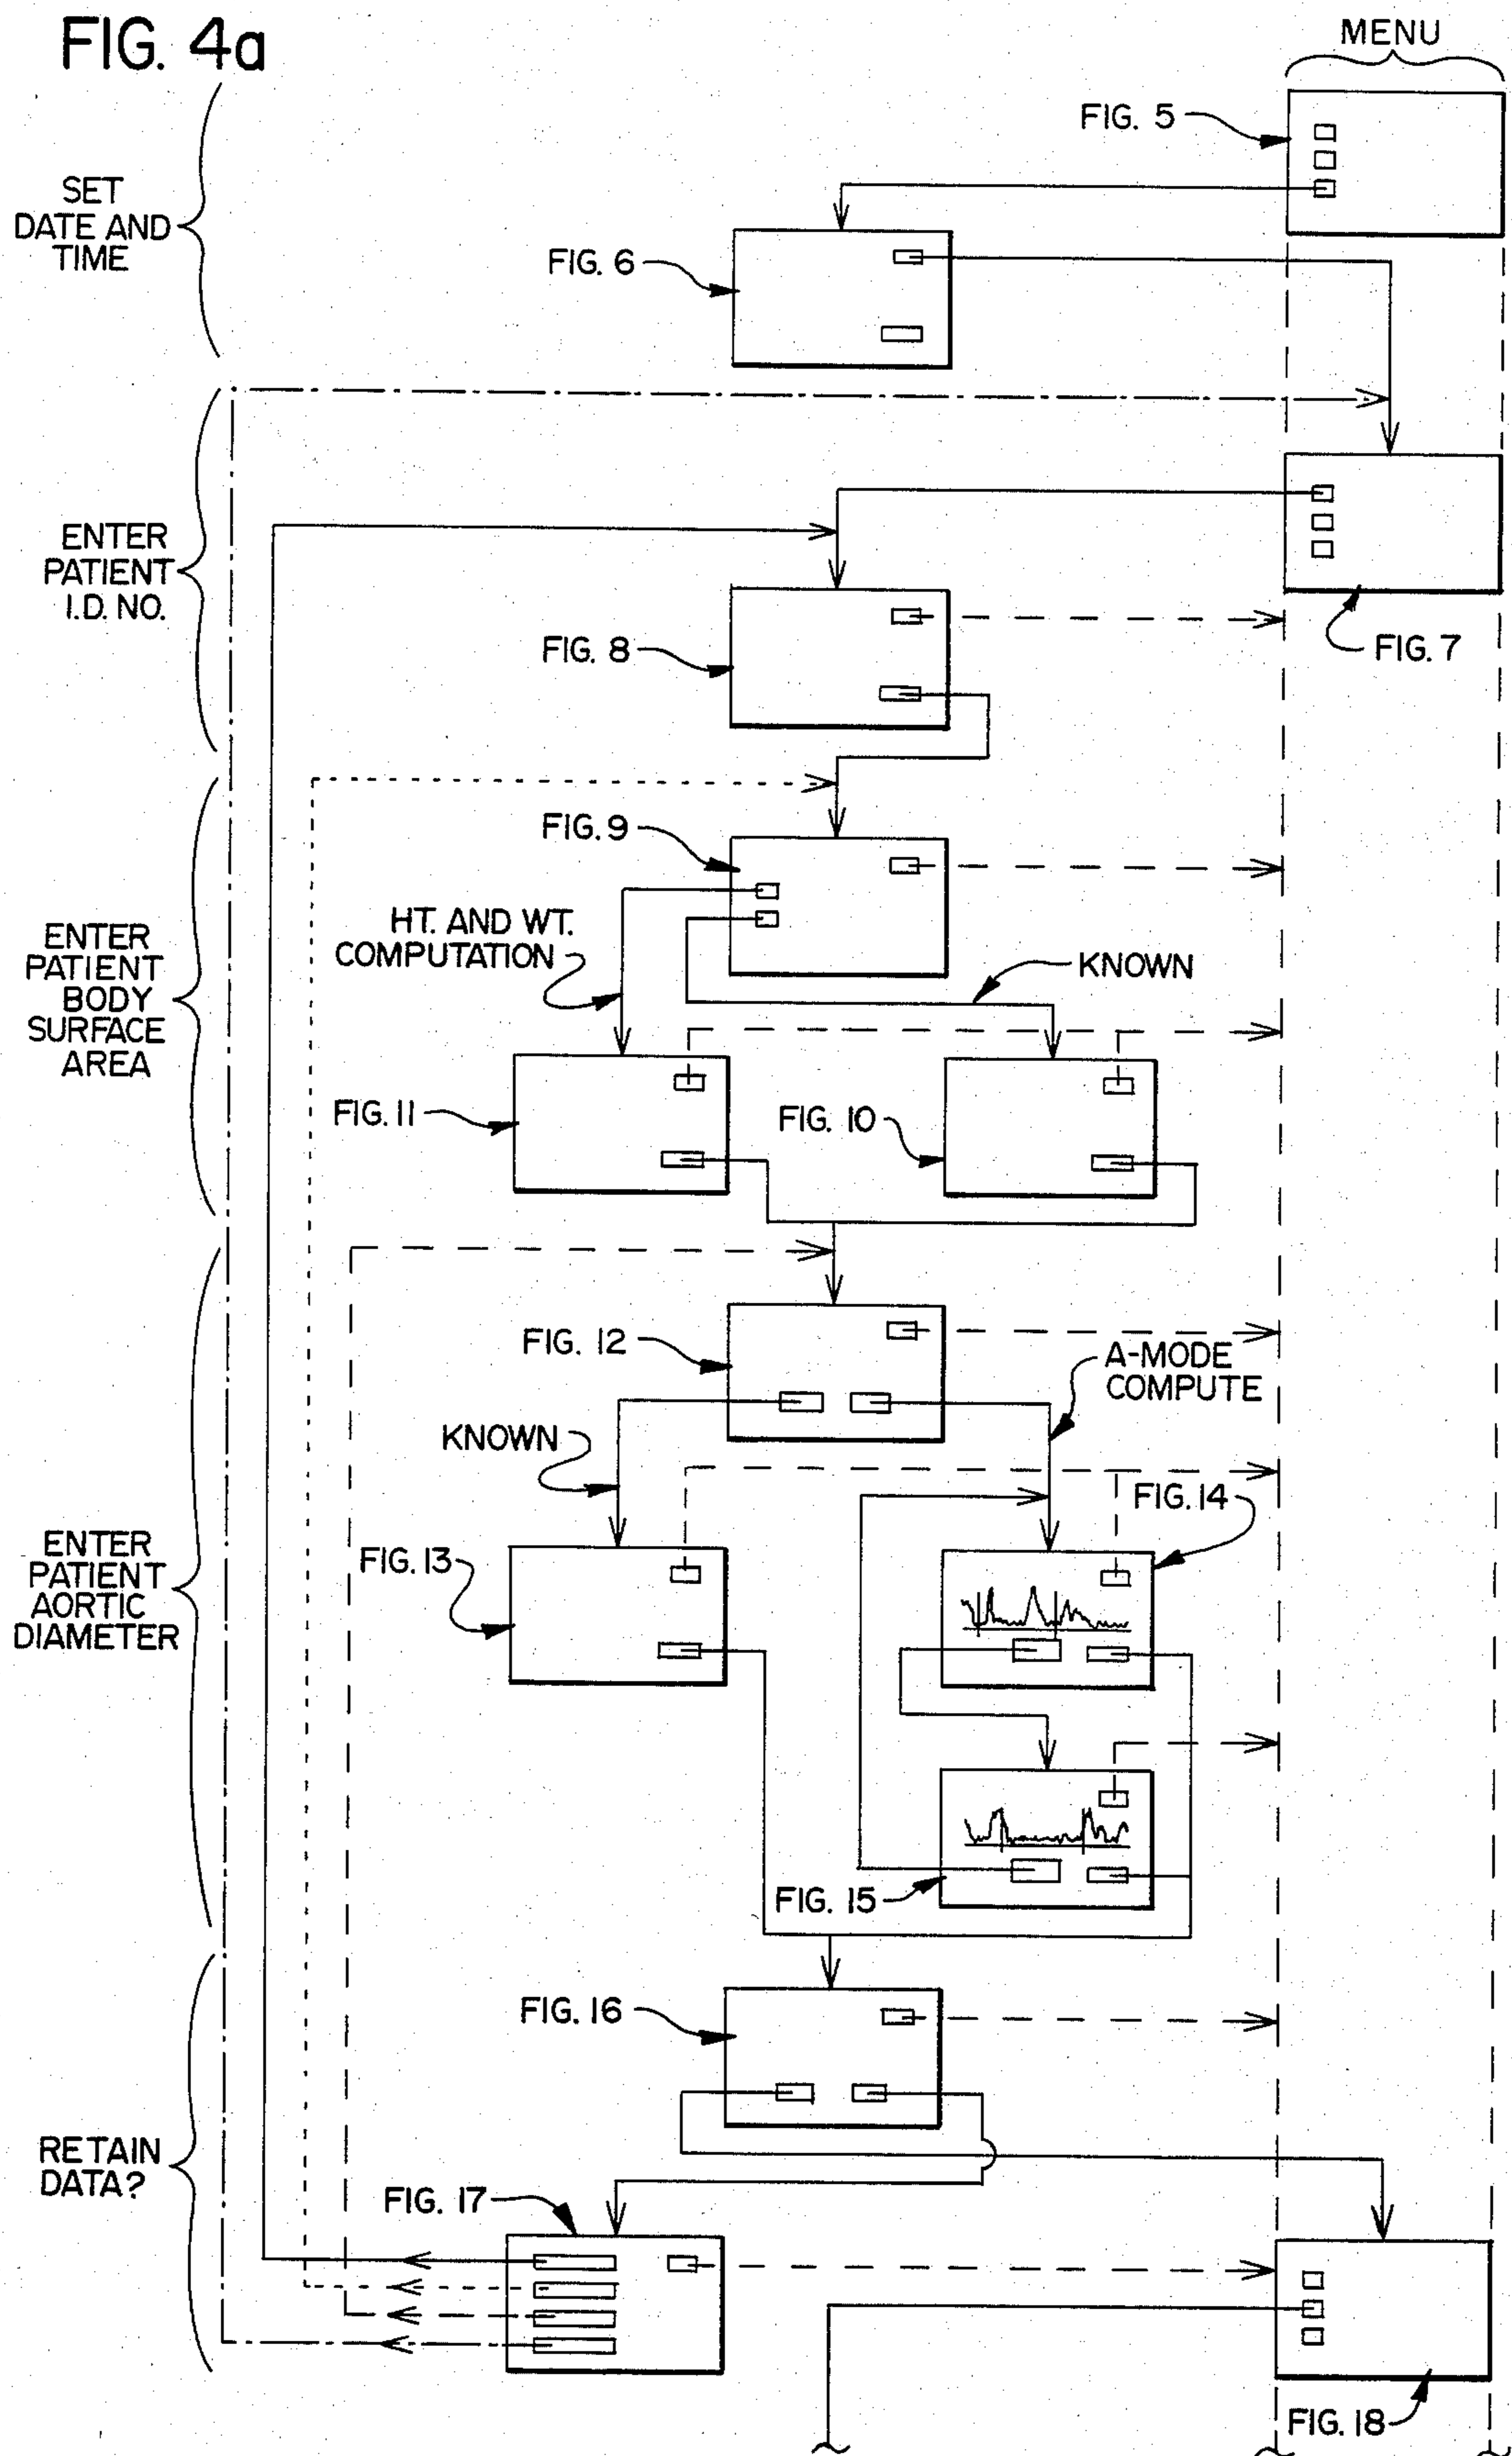 FIG. 4a
MENU
FIG. 5
SET
DATE AND
TIME
FIG. 6
ENTER
PATIENT
I.D. NO.
FIG. 8
FIG. 7
FIG. 9
HT. AND WT.
COMPUTATION
KNOWN
ENTER
PATIENT
BODY
SURFACE
AREA
FIG. 11
FIG. 10
FIG. 12
A-MODE
COMPUTE
KNOWN
FIG. 14
FIG. 13
ENTER
PATIENT
AORTIC
DIAMETER
FIG. 15
FIG. 16
RETAIN
DATA?
FIG. 17
FIG. 18